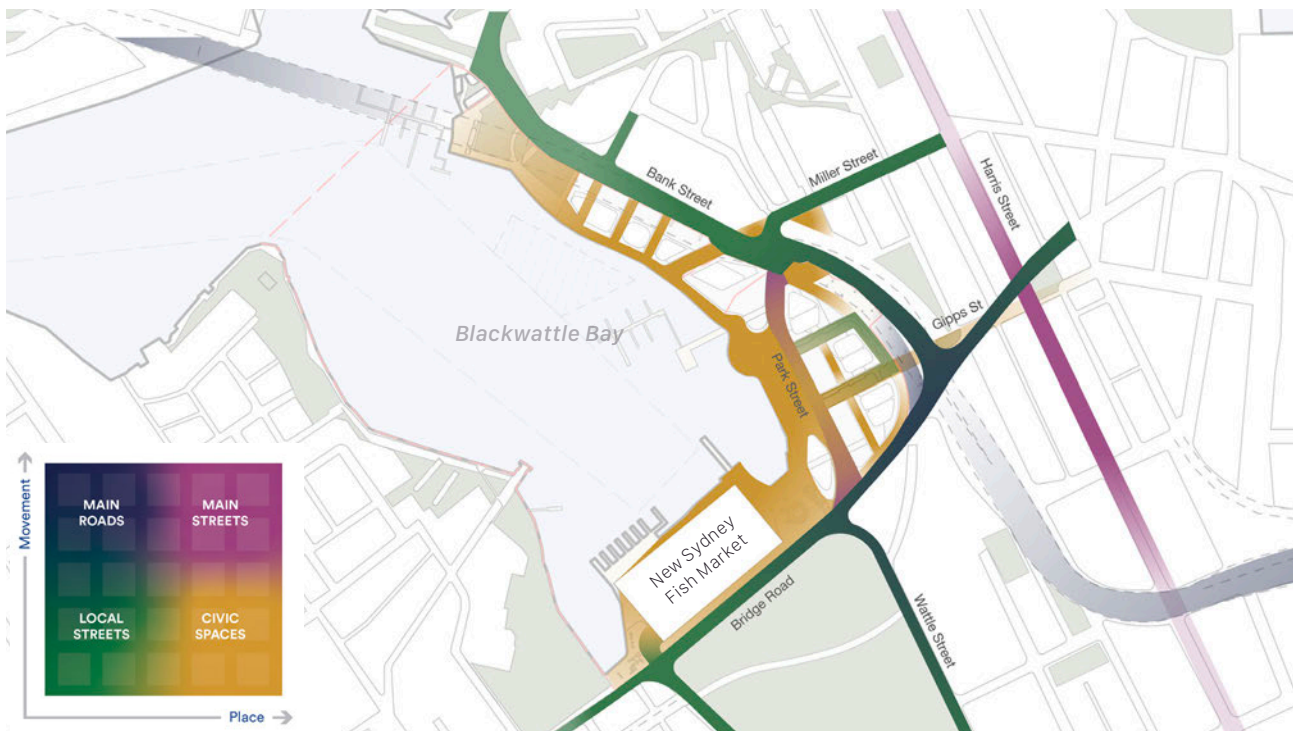 Bank Street
Miller Street
Harris Street
Gipps St
Blackwattle Bay
Park Street
New Sydney
Fish Market
Bridge Road
Wattle Street
Movement
MAIN
ROADS
MAIN
STREETS
LOCAL
STREETS
CIVIC
SPACES
Place